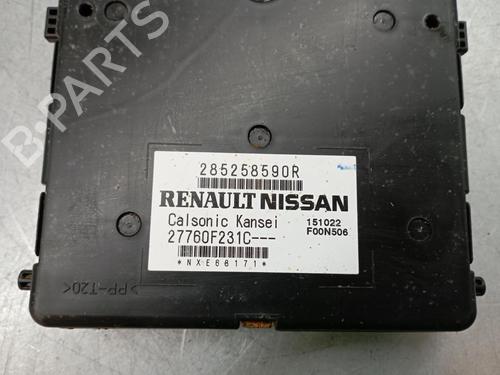 B-PARTS
285258590R
RENAULT NISSAN
Calsonic Kansei
151022
27760F231C---
F00N506
*NXE66171*
>PP-T20<